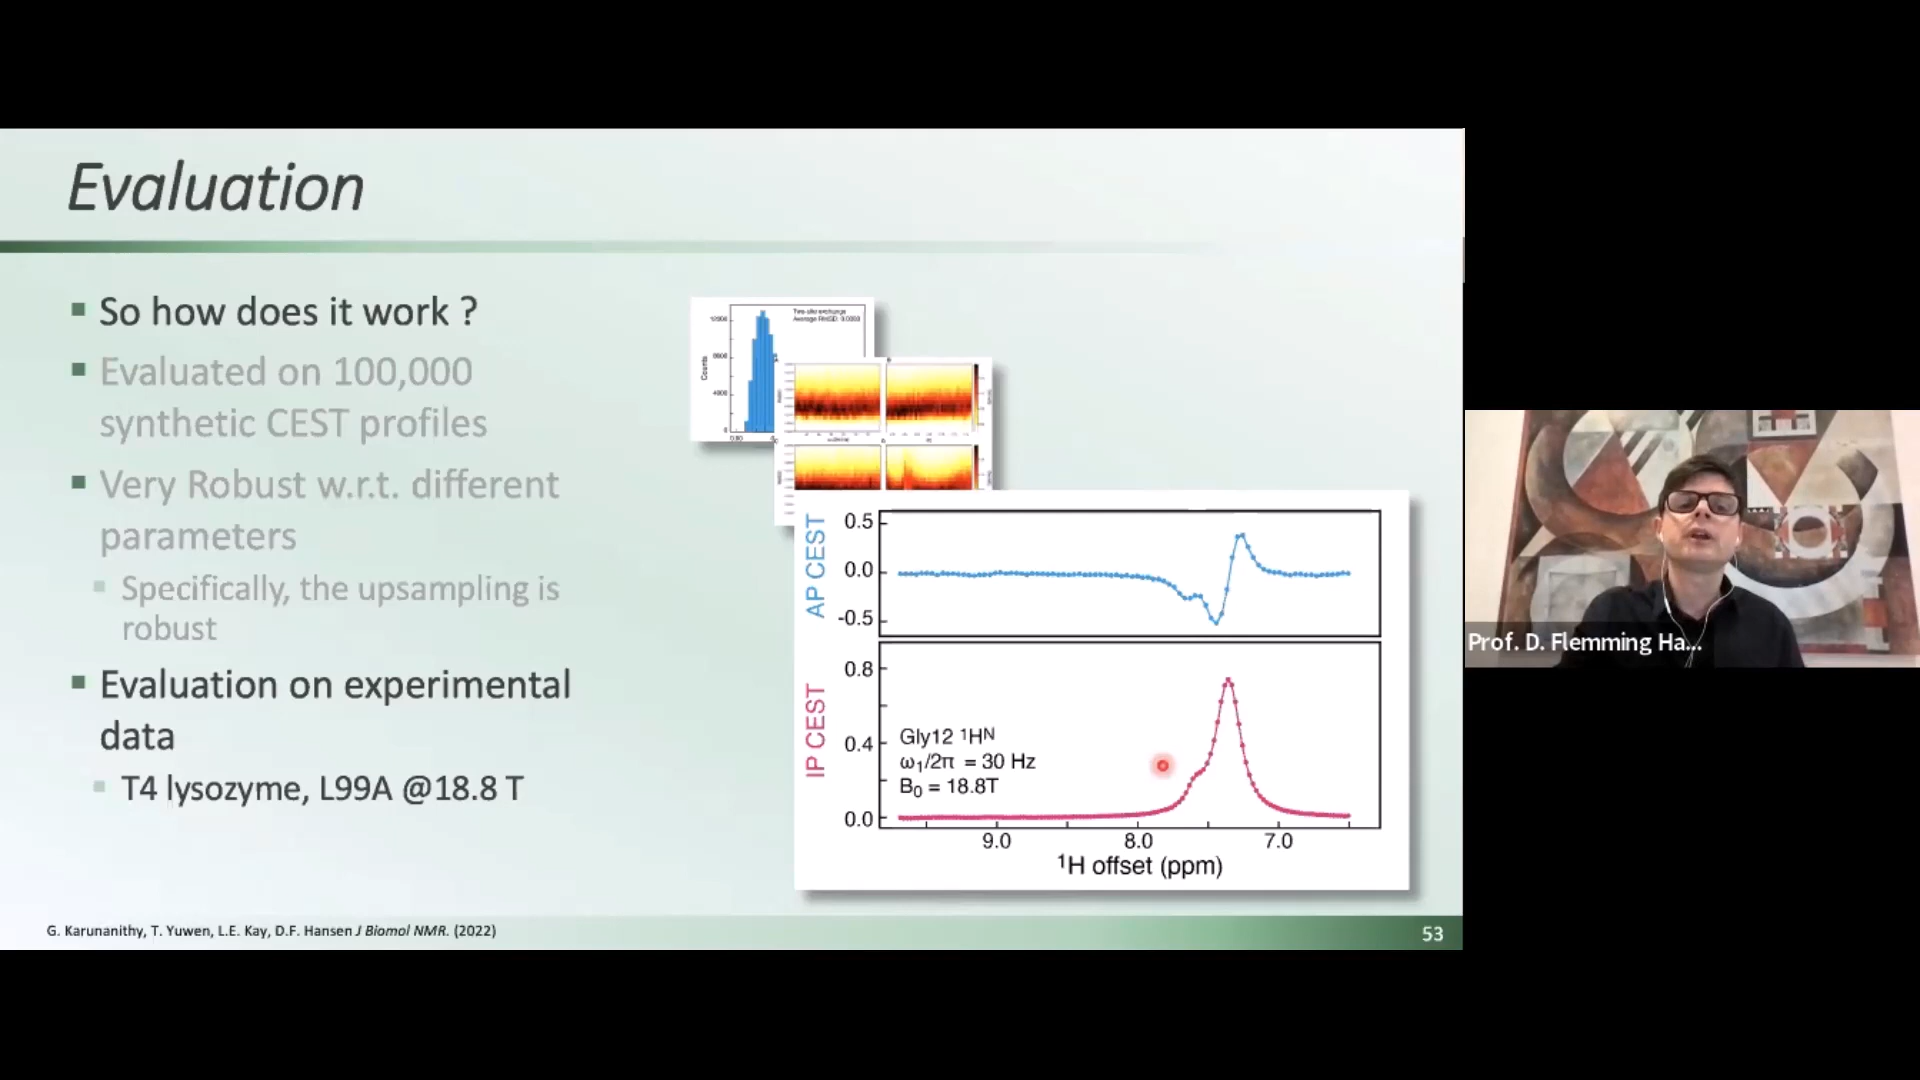 Evaluation
So how does it work ?
Evaluated on 100,000
synthetic CEST profiles
Very Robust w.r.t. different
parameters
Specifically, the upsampling is
robust
Evaluation on experimental
data
T4 lysozyme, L99A @18.8 T
Two-site exchange
Counts
AP CEST
0.5
0.0
-0.5
IP CEST
0.8
0.4
0.0
Gly12 ¹Hᴺ
ω₁/2π = 30 Hz
B₀ = 18.8T
9.0 8.0 7.0
¹H offset (ppm)
G. Karunanithy, T. Yuwen, L.E. Kay, D.F. Hansen J Biomol NMR. (2022)
53
Prof. D. Flemming Ha...